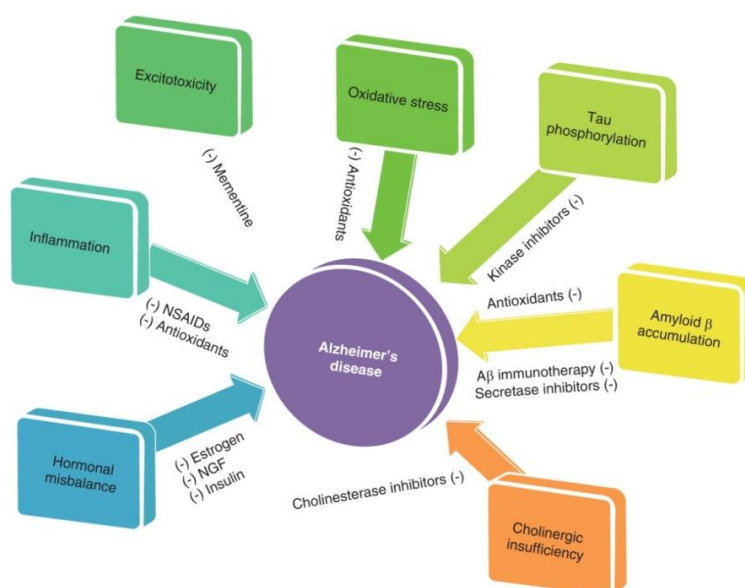 Excitotoxicity
(-) Mementine
Oxidative stress
(-) Antioxidants
Tau
phosphorylation
Kinase inhibitors (-)
Inflammation
(-) NSAIDs
(-) Antioxidants
Antioxidants (-)
Amyloid β
accumulation
Aβ immunotherapy (-)
Secretase inhibitors (-)
Alzheimer's
disease
Hormonal
misbalance
(-) Estrogen
(-) NGF
(-) Insulin
Cholinesterase inhibitors (-)
Cholinergic
insufficiency